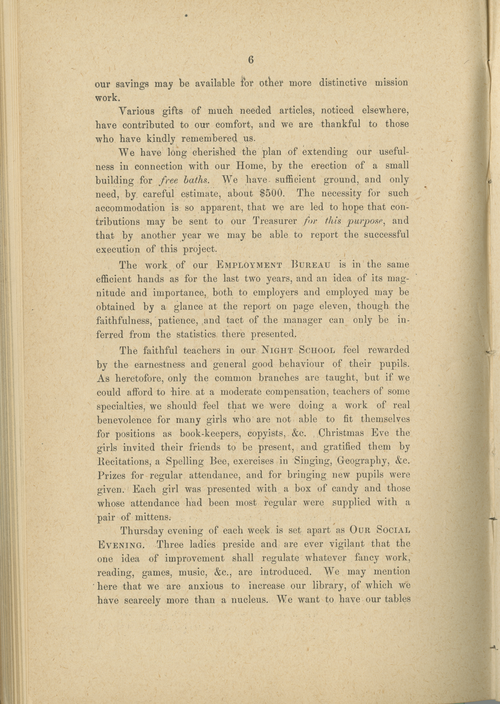 6
our savings may be available for other more distinctive mission
work.
Various gifts of much needed articles, noticed elsewhere,
have contributed to our comfort, and we are thankful to those
who have kindly remembered us.
We have long cherished the plan of extending our useful-
ness in connection with our Home, by the erection of a small
building for free baths. We have sufficient ground, and only
need, by careful estimate, about $500. The necessity for such
accommodation is so apparent, that we are led to hope that con-
tributions may be sent to our Treasurer for this purpose, and
that by another year we may be able to report the successful
execution of this project.
The work of our EMPLOYMENT BUREAU is in the same
efficient hands as for the last two years, and an idea of its mag-
nitude and importance, both to employers and employed may be
obtained by a glance at the report on page eleven, though the
faithfulness, patience, and tact of the manager can only be in-
ferred from the statistics there presented.
The faithful teachers in our NIGHT SCHOOL feel rewarded
by the earnestness and general good behaviour of their pupils.
As heretofore, only the common branches are taught, but if we
could afford to hire at a moderate compensation, teachers of some
specialties, we should feel that we were doing a work of real
benevolence for many girls who are not able to fit themselves
for positions as book-keepers, copyists, &c. Christmas Eve the
girls invited their friends to be present, and gratified them by
Recitations, a Spelling Bee, exercises in Singing, Geography, &c.
Prizes for regular attendance, and for bringing new pupils were
given. Each girl was presented with a box of candy and those
whose attendance had been most regular were supplied with a
pair of mittens.
Thursday evening of each week is set apart as OUR SOCIAL
EVENING. Three ladies preside and are ever vigilant that the
one idea of improvement shall regulate whatever fancy work,
reading, games, music, &c., are introduced. We may mention
here that we are anxious to increase our library, of which we
have scarcely more than a nucleus. We want to have our tables